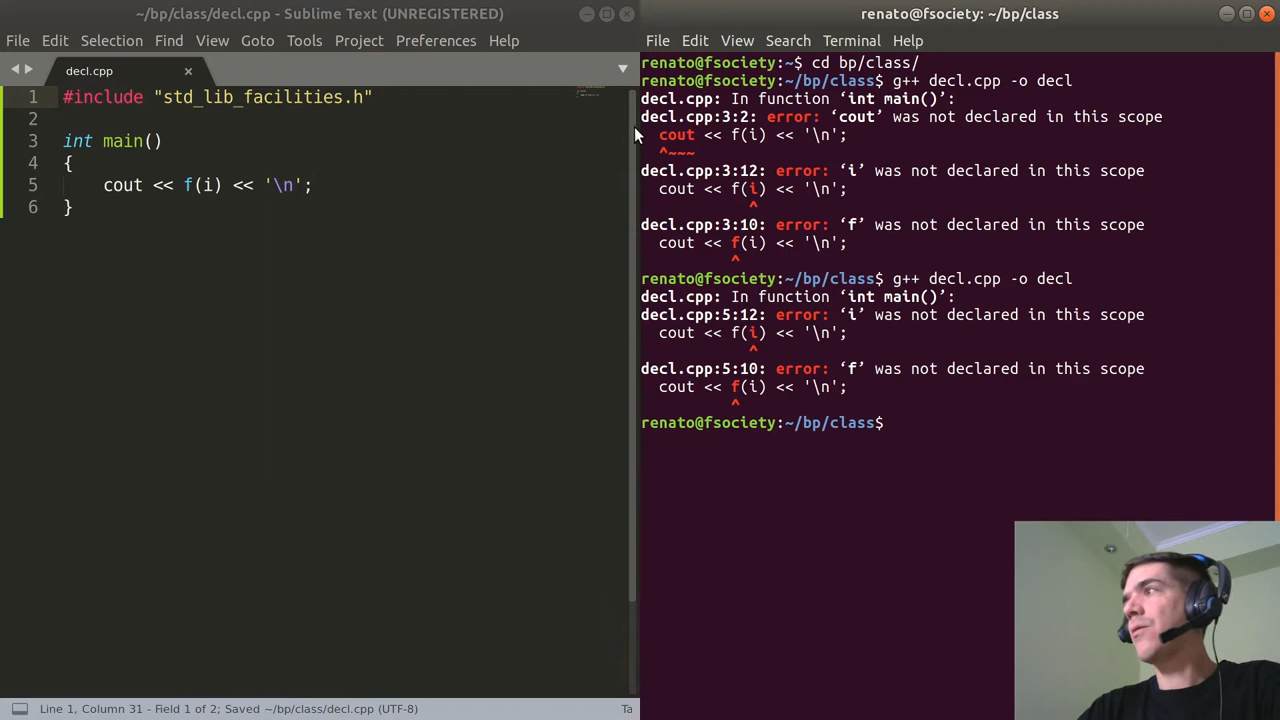 ~/bp/class/decl.cpp - Sublime Text (UNREGISTERED)
File Edit Selection Find View Goto Tools Project Preferences Help
decl.cpp
1 #include "std_lib_facilities.h"
2
3 int main()
4 {
5 cout << f(i) << '\n';
6 }
Line 1, Column 31 - Field 1 of 2; Saved ~/bp/class/decl.cpp (UTF-8)
Ta
renato@fsociety: ~/bp/class
File Edit View Search Terminal Help
renato@fsociety:~$ cd bp/class/
renato@fsociety:~/bp/class$ g++ decl.cpp -o decl
decl.cpp: In function ‘int main()’:
decl.cpp:3:2: error: ‘cout’ was not declared in this scope
cout << f(i) << '\n';
^~~~
decl.cpp:3:12: error: ‘i’ was not declared in this scope
cout << f(i) << '\n';
^
decl.cpp:3:10: error: ‘f’ was not declared in this scope
cout << f(i) << '\n';
^
renato@fsociety:~/bp/class$ g++ decl.cpp -o decl
decl.cpp: In function ‘int main()’:
decl.cpp:5:12: error: ‘i’ was not declared in this scope
cout << f(i) << '\n';
^
decl.cpp:5:10: error: ‘f’ was not declared in this scope
cout << f(i) << '\n';
^
renato@fsociety:~/bp/class$